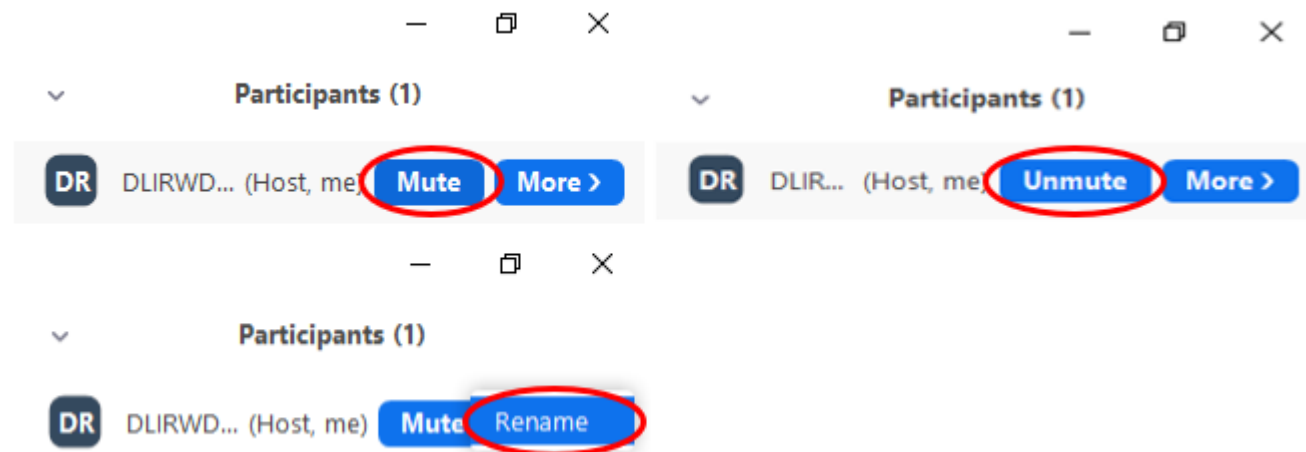 Participants (1)
DR DLIRWD... (Host, me) Mute More >
Participants (1)
DR DLIR... (Host, me) Unmute More >
Participants (1)
DR DLIRWD... (Host, me) Mute Rename